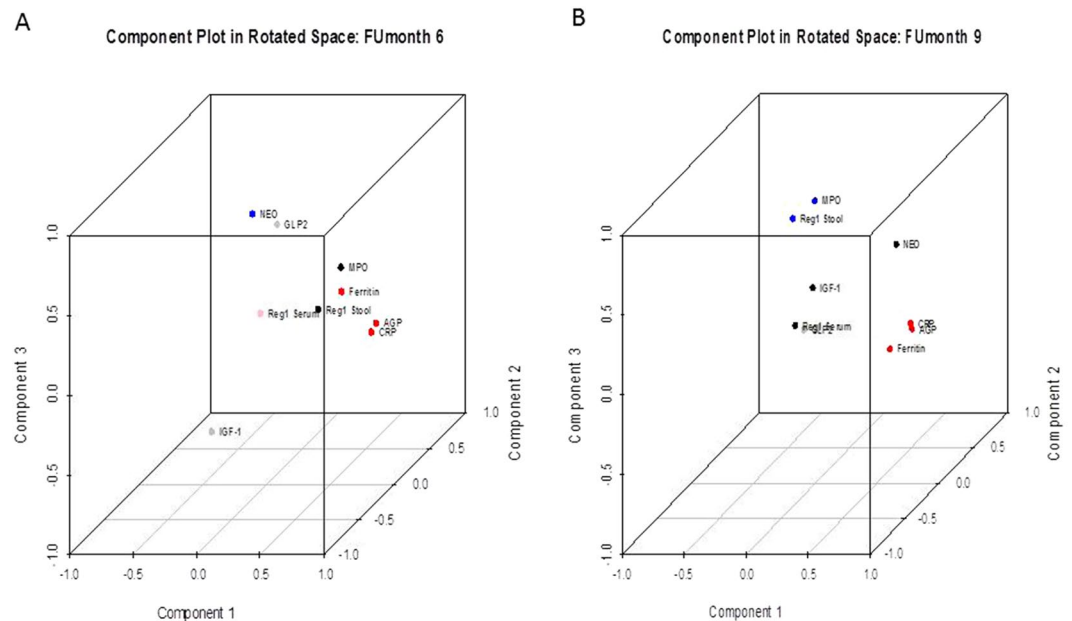 A
Component Plot in Rotated Space: FUmonth 6
NEO
GLP2
MPO
Ferritin
Reg1 Serum
Reg1 Stool
AGP
CRP
IGF-1
Component 3
1.0
0.5
0.0
-0.5
-1.0
-1.0
-0.5
0.0
0.5
1.0
Component 1
-1.0
-0.5
0.0
0.5
1.0
Component 2
B
Component Plot in Rotated Space: FUmonth 9
MPO
Reg1 Stool
NEO
IGF-1
Reg1 Serum
GLP2
CRP
AGP
Ferritin
Component 3
1.0
0.5
0.0
-0.5
-1.0
-1.0
-0.5
0.0
0.5
1.0
Component 1
-1.0
-0.5
0.0
0.5
1.0
Component 2